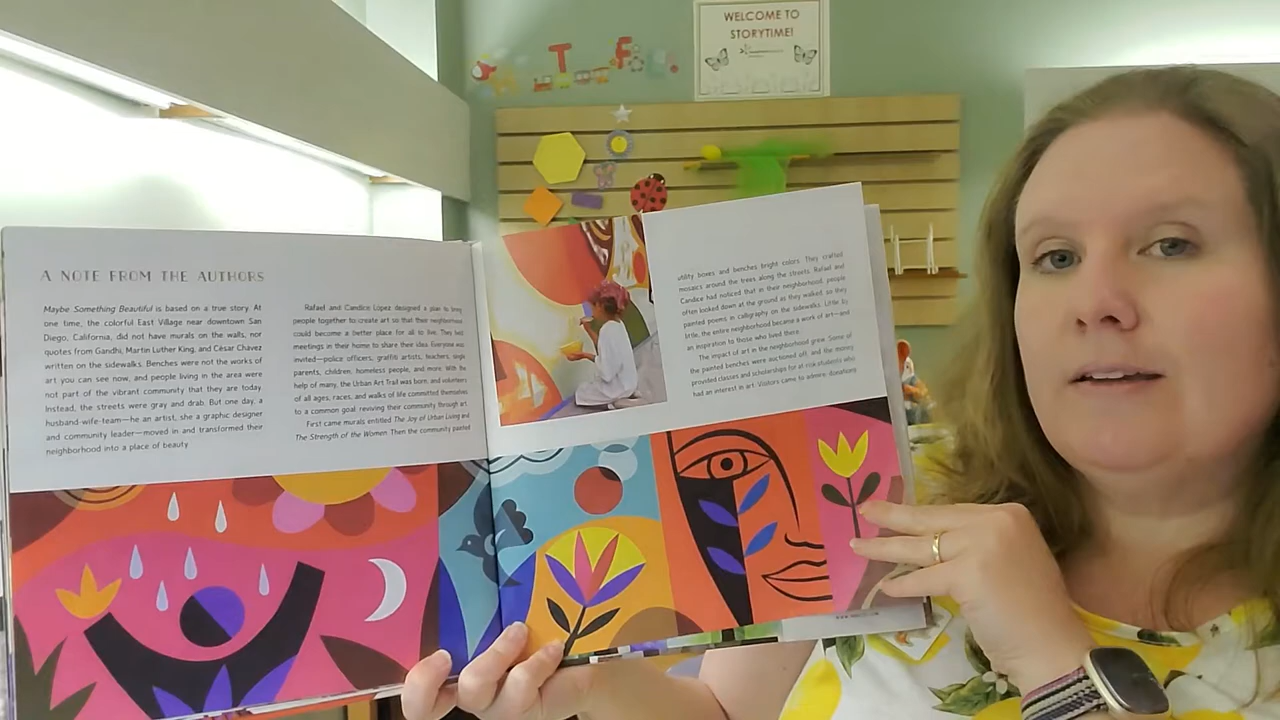 WELCOME TO
STORYTIME!
T F
A NOTE FROM THE AUTHORS
Maybe Something Beautiful is based on a true story. At
one time, the colorful East Village near downtown San
Diego, California, did not have murals on the walls, nor
quotes from Gandhi, Martin Luther King, and César Chavez
written on the sidewalks. Benches were not the works of
art you can see now, and people living in the area were
not part of the vibrant community that they are today.
Instead, the streets were gray and drab. But one day, a
husband-wife team—he an artist, she a graphic designer
and community leader—moved in and transformed their
neighborhood into a place of beauty.
Rafael and Candice López designed a plan to bring
people together to create art so that their neighborhood
could become a better place for all to live. They held
meetings in their home to share their idea. Everyone was
invited—police officers, graffiti artists, teachers, single
parents, children, homeless people, and more. With the
help of many, the Urban Art Trail was born, and volunteers
of all ages, races, and walks of life committed themselves
to a common goal: reviving their community through art.
First came murals entitled The Joy of Urban Living and
The Strength of the Women. Then the community painted
utility boxes and benches bright colors. They crafted
mosaics around the trees along the streets. Rafael and
Candice had noticed that in their neighborhood, people
often looked down at the ground as they walked, so they
painted poems in calligraphy on the sidewalks. Little by
little, the entire neighborhood became a work of art—and
an inspiration to those who lived there.
The impact of art in the neighborhood grew. Some of
the painted benches were auctioned off, and the money
provided classes and scholarships for at-risk students who
had an interest in art. Visitors came to admire, donating